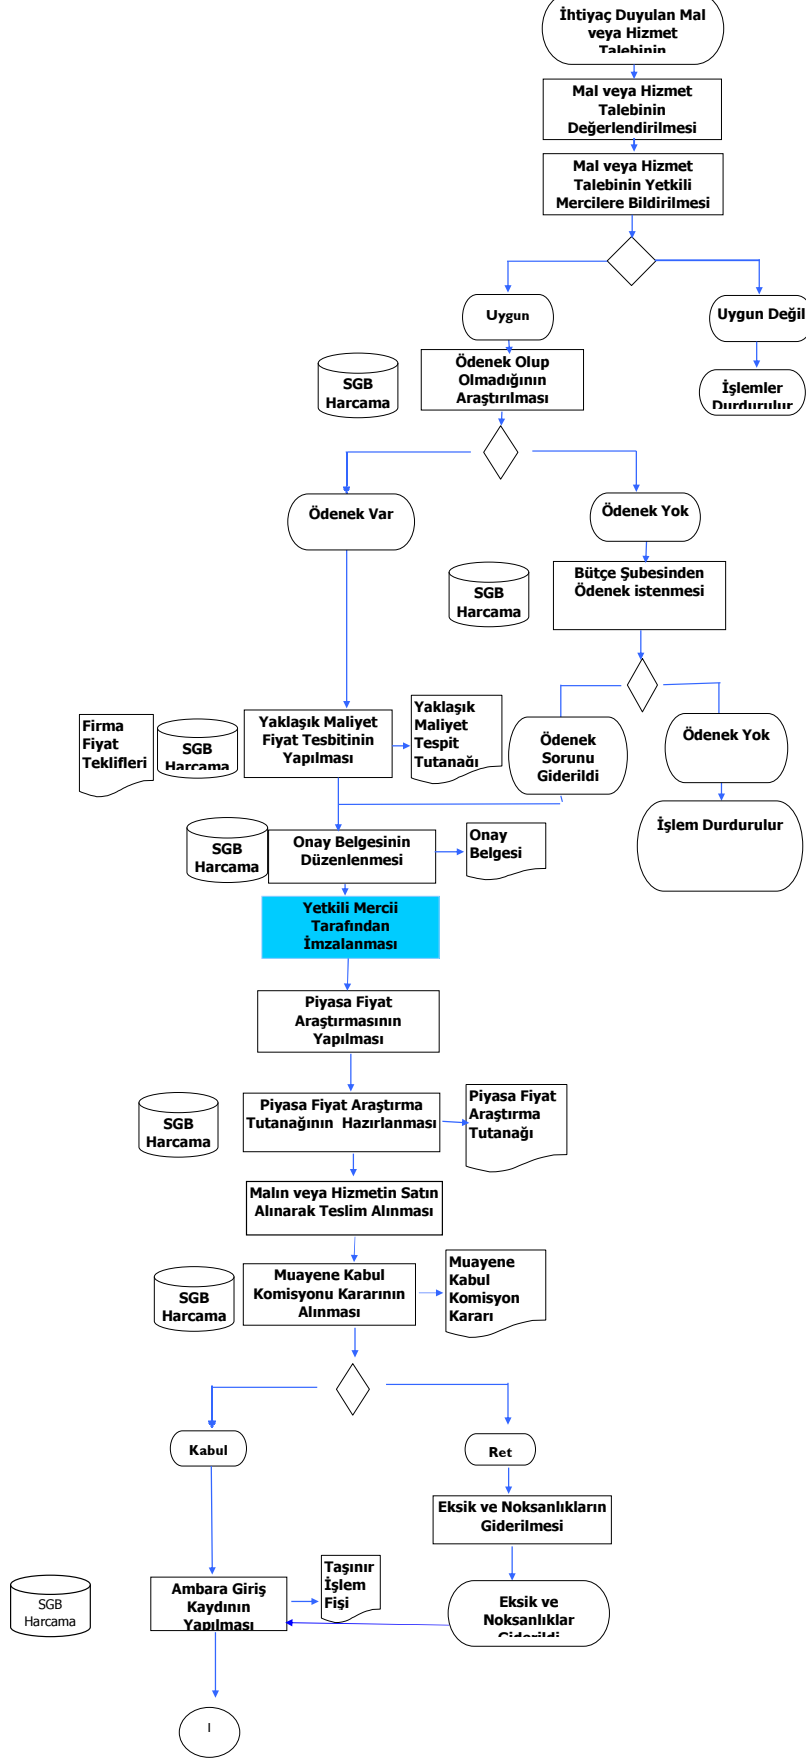 İhtiyaç Duyulan Mal
veya Hizmet
Talebinin
Mal veya Hizmet
Talebinin
Değerlendirilmesi
Mal veya Hizmet
Talebinin Yetkili
Mercilere Bildirilmesi
Uygun
Uygun Değil
SGB
Harcama
Ödenek Olup
Olmadığının
Araştırılması
İşlemler
Durdurulur
Ödenek Var
Ödenek Yok
SGB
Harcama
Bütçe Şubesinden
Ödenek istenmesi
Firma
Fiyat
Teklifleri
SGB
Harcama
Yaklaşık Maliyet
Fiyat Tesbitinin
Yapılması
Yaklaşık
Maliyet
Tespit
Tutanağı
Ödenek
Sorunu
Giderildi
Ödenek Yok
İşlem Durdurulur
SGB
Harcama
Onay Belgesinin
Düzenlenmesi
Onay
Belgesi
Yetkili Mercii
Tarafından
İmzalanması
Piyasa Fiyat
Araştırmasının
Yapılması
SGB
Harcama
Piyasa Fiyat Araştırma
Tutanağının Hazırlanması
Piyasa Fiyat
Araştırma
Tutanağı
Malın veya Hizmetin Satın
Alınarak Teslim Alınması
SGB
Harcama
Muayene Kabul
Komisyonu Kararının
Alınması
Muayene
Kabul
Komisyon
Kararı
Kabul
Ret
Eksik ve Noksanlıkların
Giderilmesi
SGB
Harcama
Ambara Giriş
Kaydının
Yapılması
Taşınır
İşlem
Fişi
Eksik ve
Noksanlıklar
Giderildi
I